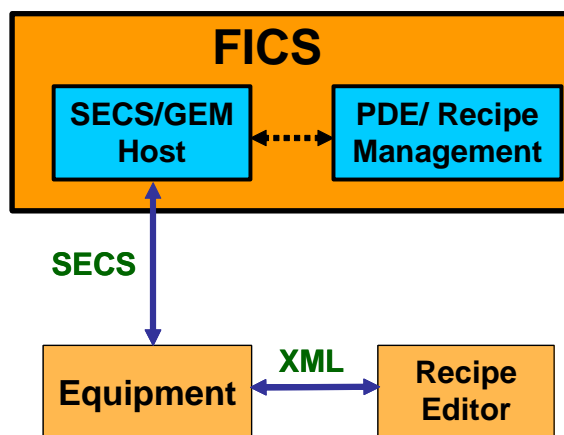 FICS
SECS/GEM
Host
PDE/ Recipe
Management
SECS
Equipment
XML
Recipe
Editor